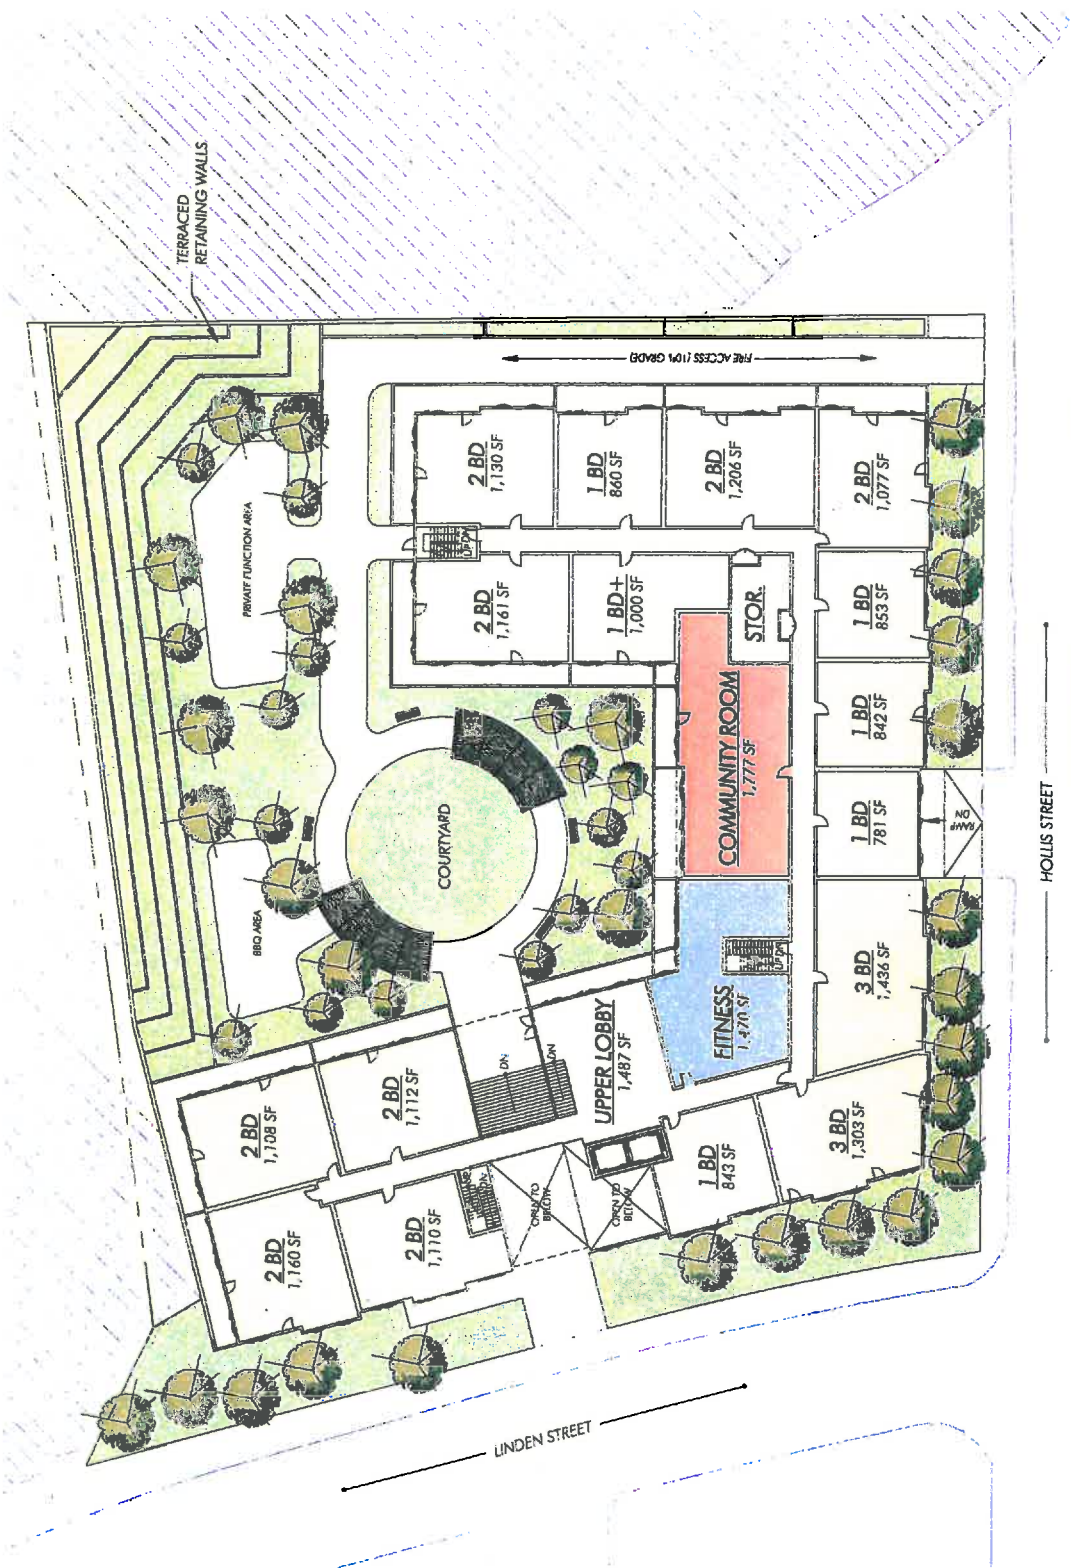 TERRACED
RETAINING WALLS
PRIVATE FUNCTION AREA
BBQ AREA
COURTYARD
FIRE ACCESS (10% GRADE)
2 BD
1,130 SF
1 BD
860 SF
2 BD
1,206 SF
2 BD
1,077 SF
UP DN
2 BD
1,161 SF
1 BD+
1,000 SF
STOR.
1 BD
853 SF
COMMUNITY ROOM
1,777 SF
1 BD
842 SF
1 BD
781 SF
RAMP
DN
FITNESS
1,470 SF
UP DN
3 BD
1,436 SF
UPPER LOBBY
1,487 SF
DN
DN
3 BD
1,303 SF
1 BD
843 SF
OPEN TO
BELOW
OPEN TO
BELOW
2 BD
1,108 SF
2 BD
1,112 SF
2 BD
1,160 SF
2 BD
1,110 SF
HOLLIS STREET
LINDEN STREET